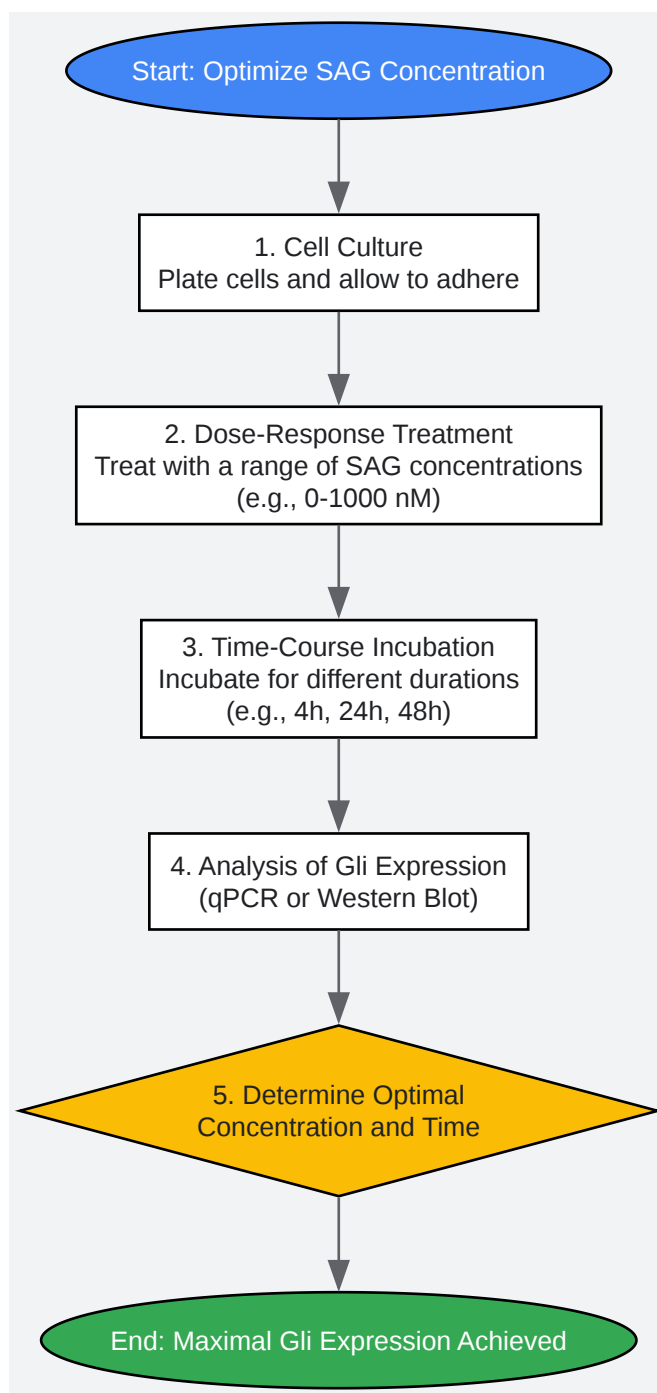 Start: Optimize SAG Concentration
1. Cell Culture
Plate cells and allow to adhere
2. Dose-Response Treatment
Treat with a range of SAG concentrations
(e.g., 0-1000 nM)
3. Time-Course Incubation
Incubate for different durations
(e.g., 4h, 24h, 48h)
4. Analysis of Gli Expression
(qPCR or Western Blot)
5. Determine Optimal
Concentration and Time
End: Maximal Gli Expression Achieved